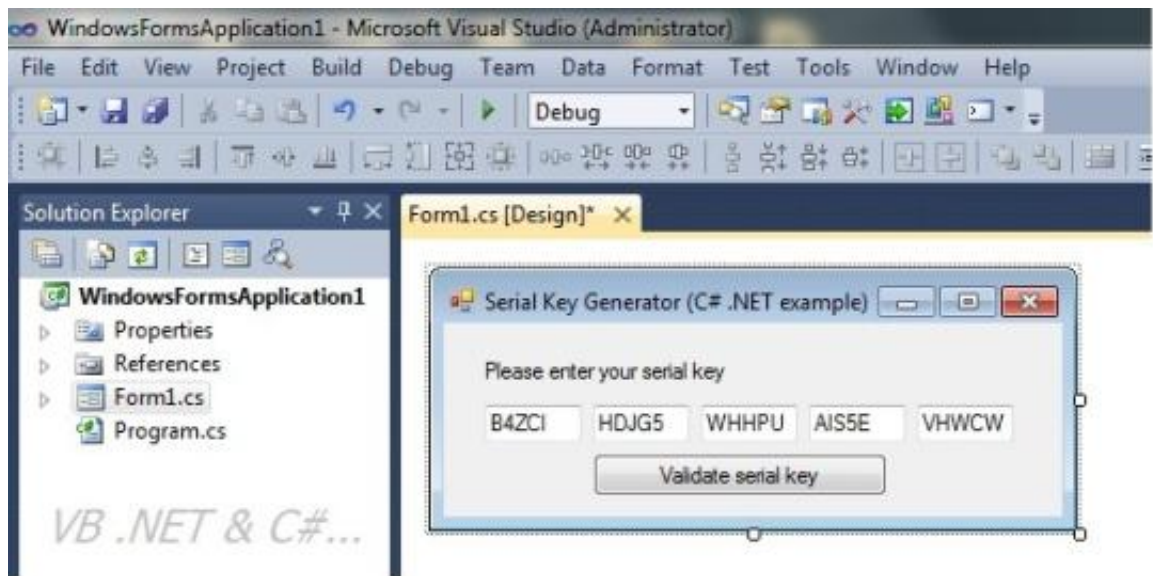 WindowsFormsApplication1 - Microsoft Visual Studio (Administrator)
File Edit View Project Build Debug Team Data Format Test Tools Window Help
Debug
Solution Explorer
Form1.cs [Design]*
WindowsFormsApplication1
Properties
References
Form1.cs
Program.cs
Serial Key Generator (C# .NET example)
Please enter your serial key
B4ZCI HDJG5 WHHPU AIS5E VHWCW
Validate serial key
VB .NET & C#...